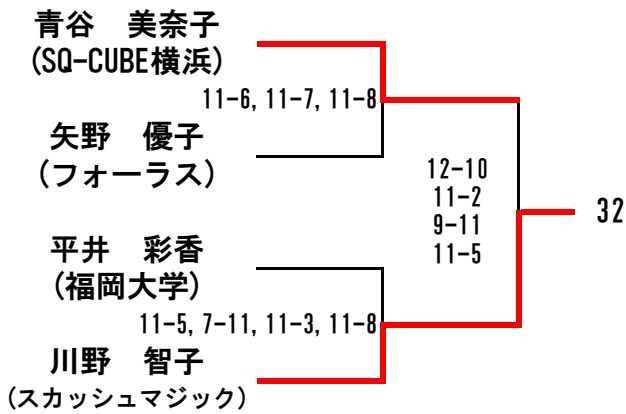 青谷　美奈子
(SQ-CUBE横浜)
11-6, 11-7, 11-8
矢野　優子
(フォーラス)
12-10
11-2
9-11
11-5
32
平井　彩香
(福岡大学)
11-5, 7-11, 11-3, 11-8
川野　智子
(スカッシュマジック)